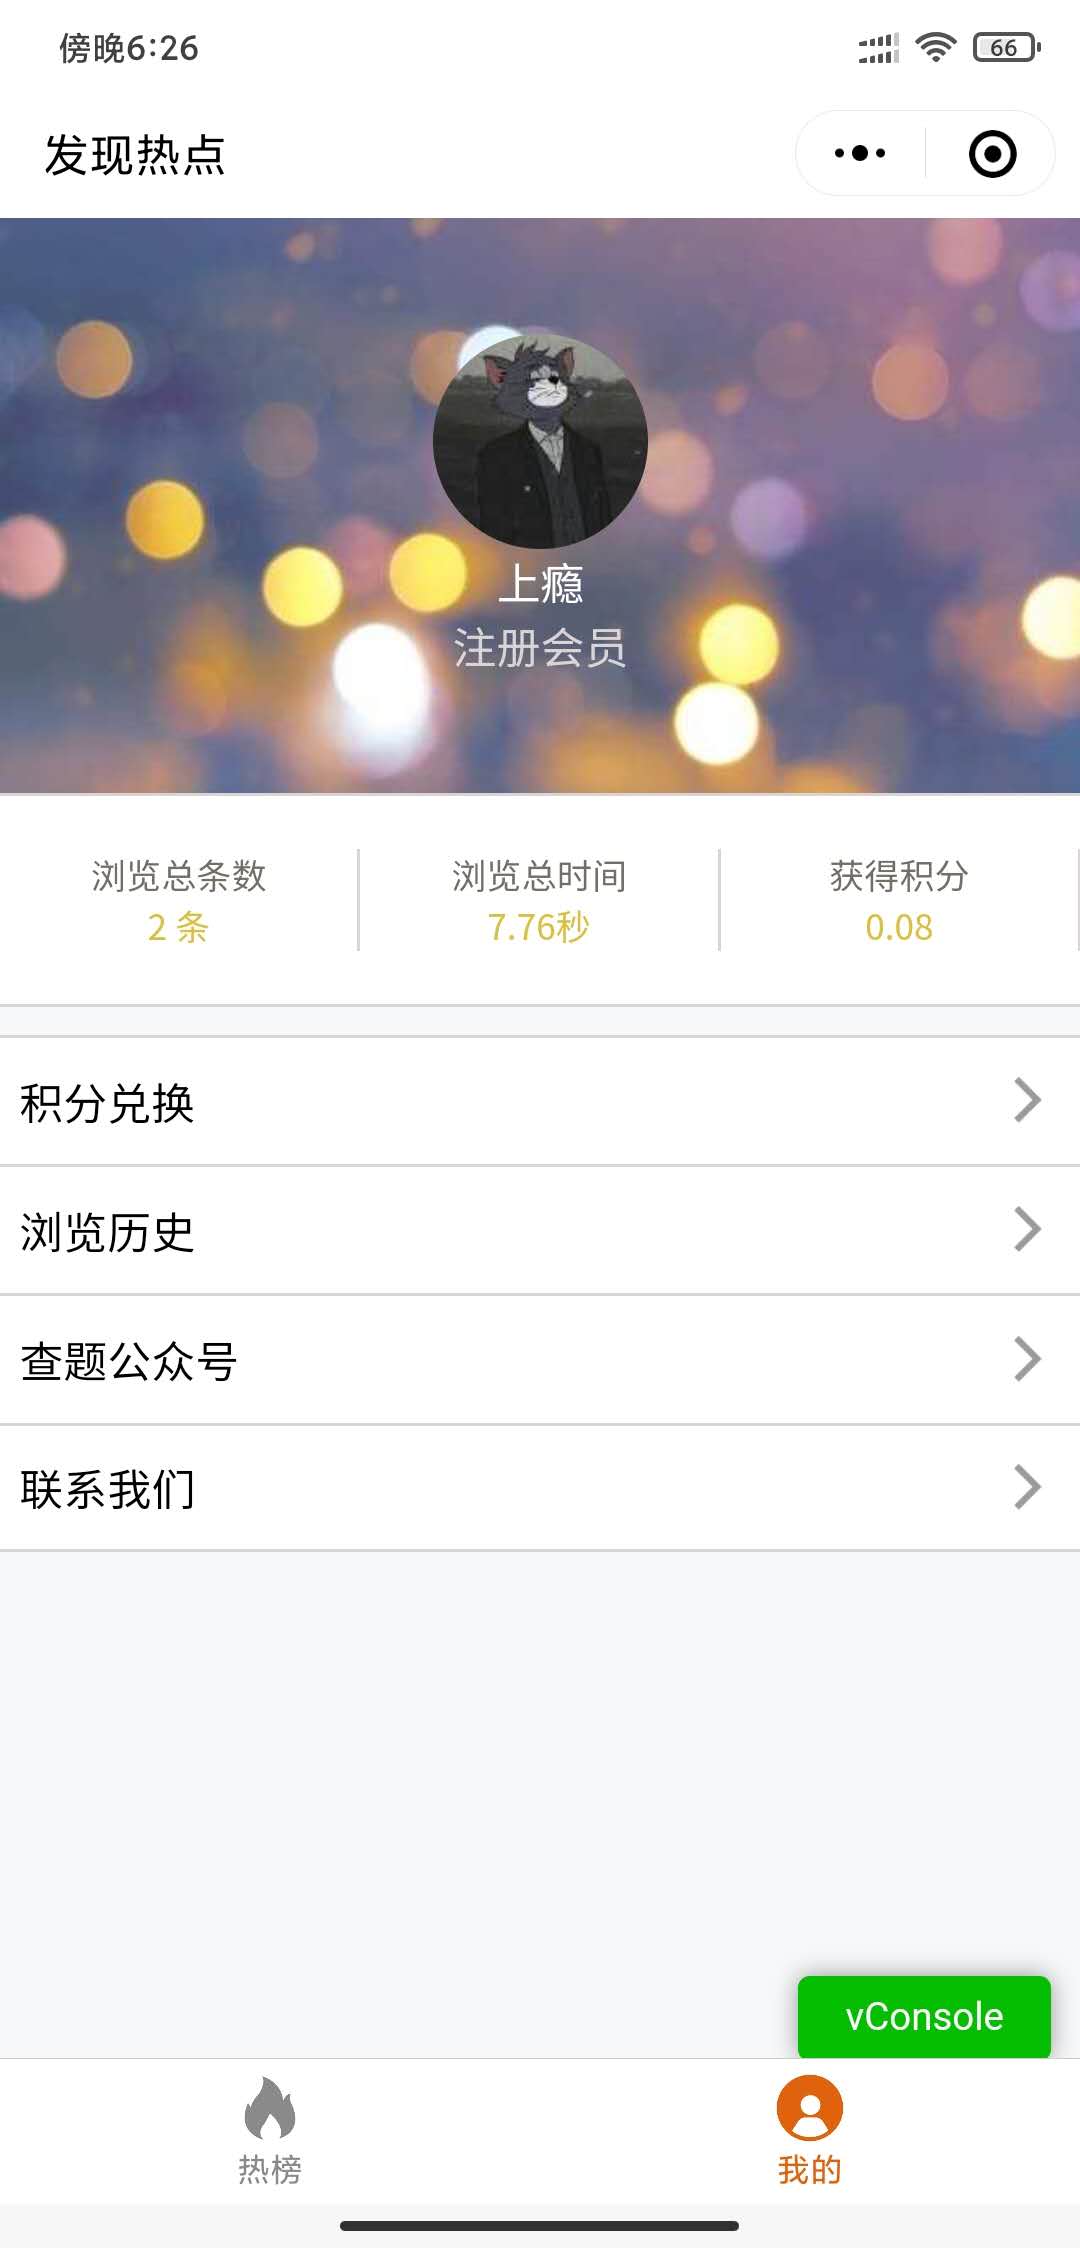 傍晚6:26
66
发现热点
上瘾
注册会员
浏览总条数 浏览总时间 获得积分
2 条 7.76秒 0.08
积分兑换
浏览历史
查题公众号
联系我们
vConsole
热榜 我的